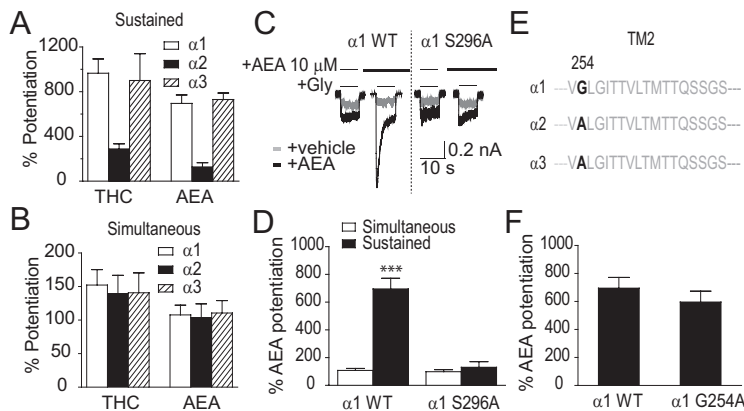 A
Sustained
% Potentiation
1200
800
400
0
α1
α2
α3
THC
AEA
B
Simultaneous
% Potentiation
200
150
100
50
0
α1
α2
α3
THC
AEA
C
α1 WT
α1 S296A
+AEA 10 μM
+Gly
+vehicle
+AEA
0.2 nA
10 s
D
Simultaneous
Sustained
% AEA potentiation
1000
800
600
400
200
0
***
α1 WT
α1 S296A
E
TM2
254
α1 ---VGLGITTVLTMTTQSSGS---
α2 ---VALGITTVLTMTTQSSGS---
α3 ---VALGITTVLTMTTQSSGS---
F
% AEA potentiation
1000
800
600
400
200
0
α1 WT
α1 G254A